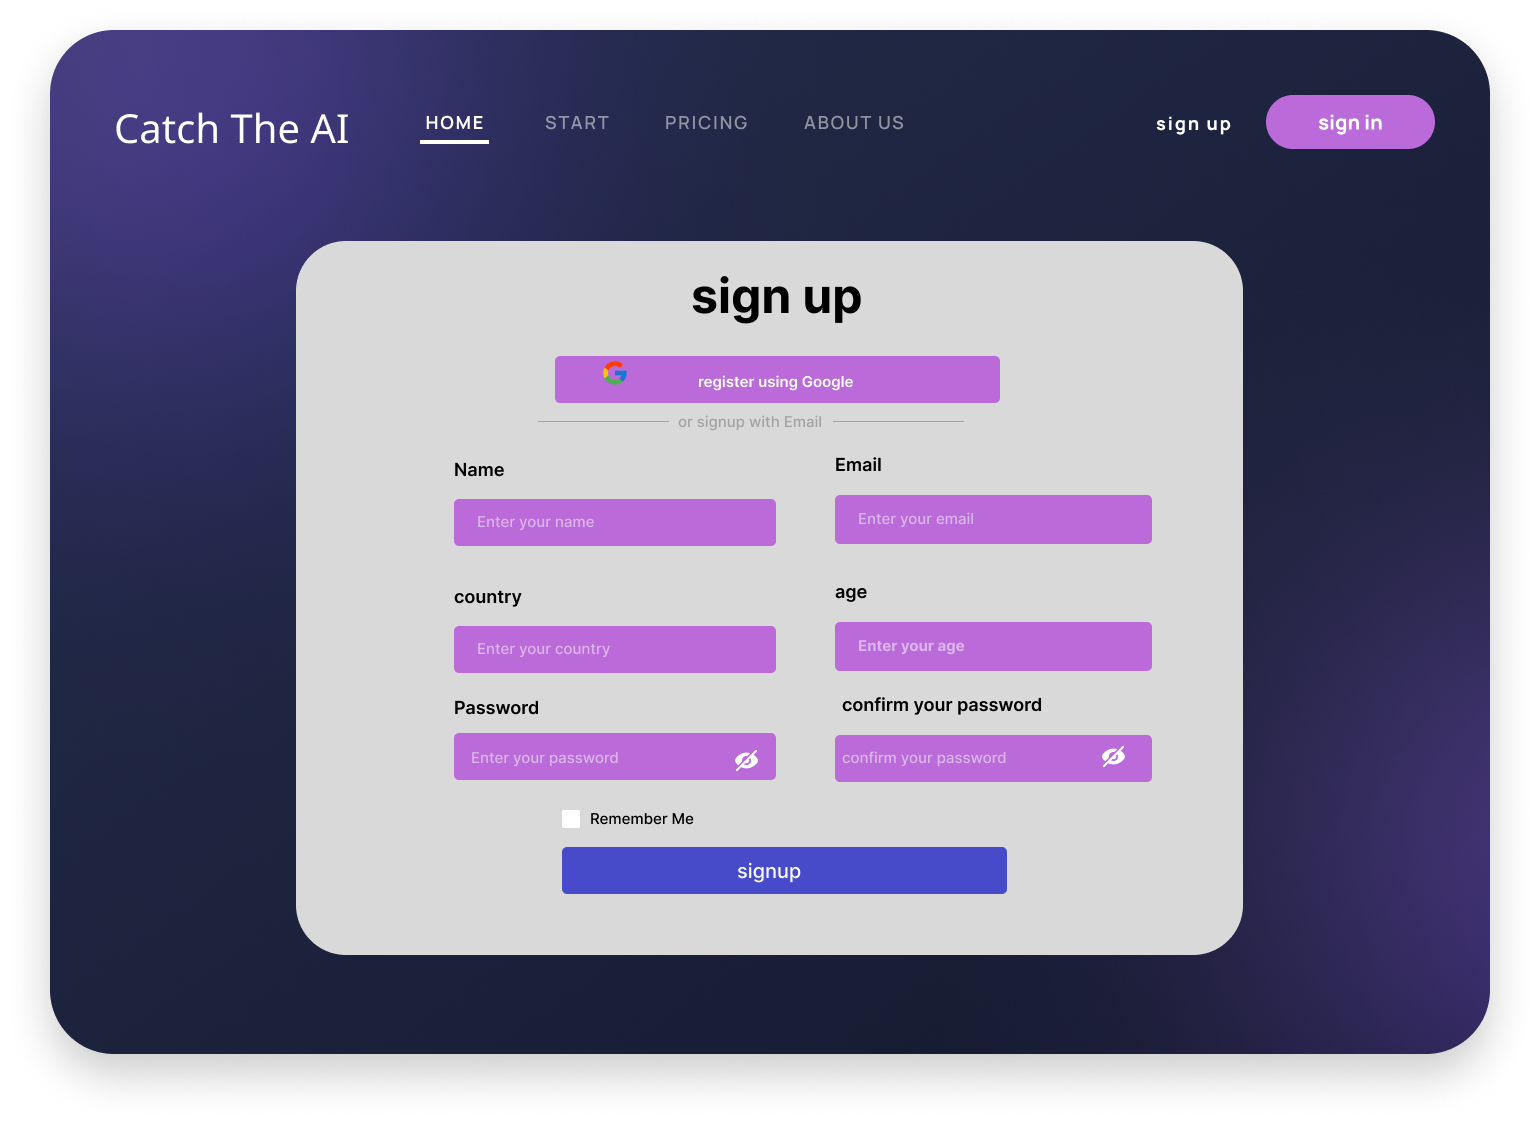 Catch The AI
HOME
START
PRICING
ABOUT US
sign up
sign in
sign up
register using Google
or signup with Email
Name
Email
Enter your name
Enter your email
country
age
Enter your country
Enter your age
Password
confirm your password
Enter your password
confirm your password
Remember Me
signup